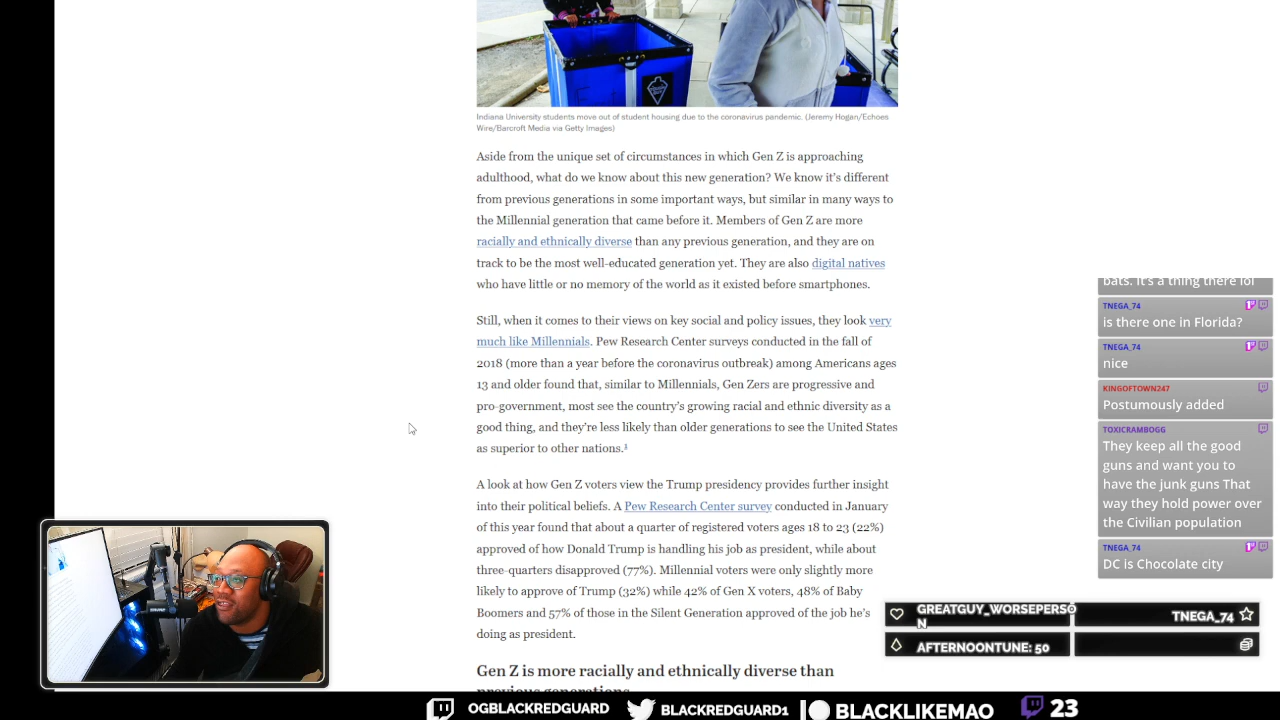 Indiana University students move out of student housing due to the coronavirus pandemic. (Jeremy Hogan/Echoes
Wire/Barcroft Media via Getty Images)
Aside from the unique set of circumstances in which Gen Z is approaching
adulthood, what do we know about this new generation? We know it's different
from previous generations in some important ways, but similar in many ways to
the Millennial generation that came before it. Members of Gen Z are more
racially and ethnically diverse than any previous generation, and they are on
track to be the most well-educated generation yet. They are also digital natives
who have little or no memory of the world as it existed before smartphones.
Still, when it comes to their views on key social and policy issues, they look very
much like Millennials. Pew Research Center surveys conducted in the fall of
2018 (more than a year before the coronavirus outbreak) among Americans ages
13 and older found that, similar to Millennials, Gen Zers are progressive and
pro-government, most see the country's growing racial and ethnic diversity as a
good thing, and they're less likely than older generations to see the United States
as superior to other nations.1
A look at how Gen Z voters view the Trump presidency provides further insight
into their political beliefs. A Pew Research Center survey conducted in January
of this year found that about a quarter of registered voters ages 18 to 23 (22%)
approved of how Donald Trump is handling his job as president, while about
three-quarters disapproved (77%). Millennial voters were only slightly more
likely to approve of Trump (32%) while 42% of Gen X voters, 48% of Baby
Boomers and 57% of those in the Silent Generation approved of the job he's
doing as president.
Gen Z is more racially and ethnically diverse than
previous generations
bats. It's a thing there lol
TNEGA_74
is there one in Florida?
TNEGA_74
nice
KINGOFTOWN247
Postumously added
TOXICRAMBOGG
They keep all the good
guns and want you to
have the junk guns That
way they hold power over
the Civilian population
TNEGA_74
DC is Chocolate city
GREATGUY_WORSEPERSO
N
TNEGA_74
AFTERNOONTUNE: 50
OGBLACKREDGUARD
BLACKREDGUARD1
BLACKLIKEMAO
23